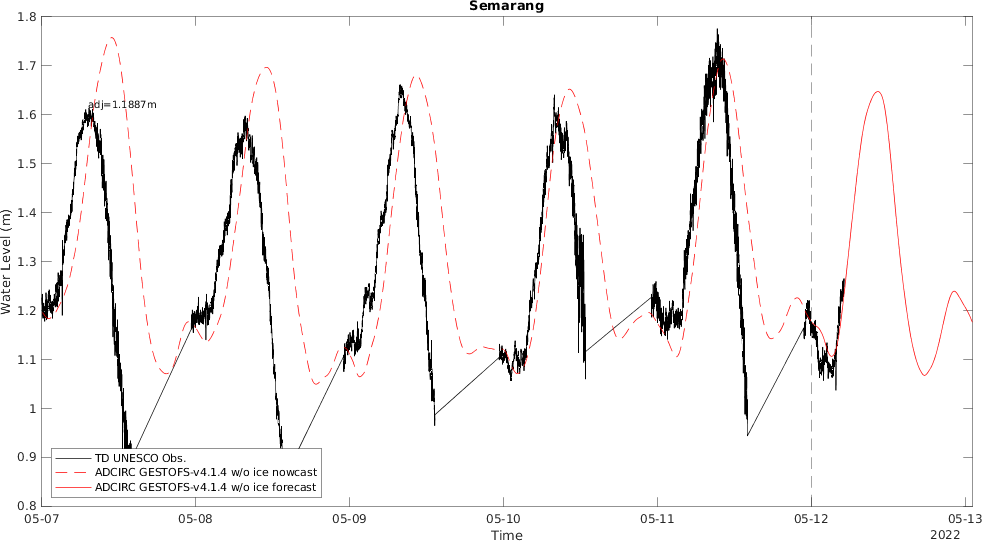 Semarang
1.8
1.7
adj=1.1887m
1.6
1.5
1.4
1.3
1.2
1.1
1
0.9
0.8
Water Level (m)
TD UNESCO Obs.
ADCIRC GESTOFS-v4.1.4 w/o ice nowcast
ADCIRC GESTOFS-v4.1.4 w/o ice forecast
05-07 05-08 05-09 05-10 05-11 05-12 05-13
Time
2022